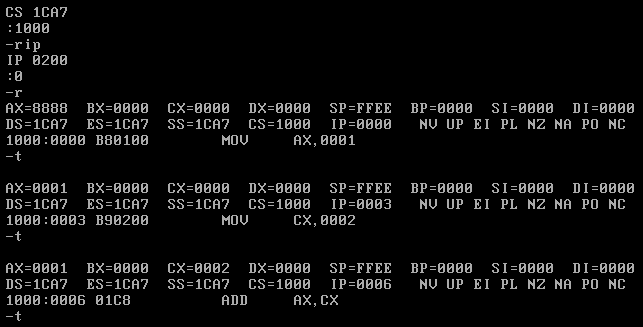 CS 1CA7
:1000
-rip
IP 0200
:0
-r
AX=8888  BX=0000  CX=0000  DX=0000  SP=FFEE  BP=0000  SI=0000  DI=0000
DS=1CA7  ES=1CA7  SS=1CA7  CS=1000  IP=0000   NV UP EI PL NZ NA PO NC
1000:0000 B80100        MOV     AX,0001
-t
AX=0001  BX=0000  CX=0000  DX=0000  SP=FFEE  BP=0000  SI=0000  DI=0000
DS=1CA7  ES=1CA7  SS=1CA7  CS=1000  IP=0003   NV UP EI PL NZ NA PO NC
1000:0003 B90200        MOV     CX,0002
-t
AX=0001  BX=0000  CX=0002  DX=0000  SP=FFEE  BP=0000  SI=0000  DI=0000
DS=1CA7  ES=1CA7  SS=1CA7  CS=1000  IP=0006   NV UP EI PL NZ NA PO NC
1000:0006 01C8          ADD     AX,CX
-t